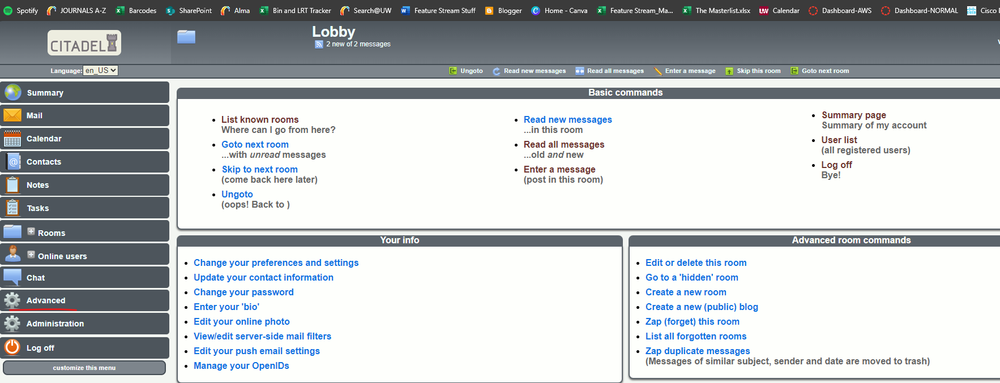 Spotify JOURNALS A-Z Barcodes SharePoint Alma Bin and LRT Tracker Search@UW Feature Stream Stuff Blogger Home - Canva Feature Stream_Ma... The Masterlist.xlsx Calendar Dashboard-AWS Dashboard-NORMAL Cisco
CITADEL
Lobby
2 new of 2 messages
Language: en_US
Ungoto Read new messages Read all messages Enter a message Skip this room Goto next room
Summary
Mail
Calendar
Contacts
Notes
Tasks
Rooms
Online users
Chat
Advanced
Administration
Log off
customize this menu
Basic commands
List known rooms
Where can I go from here?
Goto next room
...with unread messages
Skip to next room
(come back here later)
Ungoto
(oops! Back to )
Read new messages
...in this room
Read all messages
...old and new
Enter a message
(post in this room)
Summary page
Summary of my account
User list
(all registered users)
Log off
Bye!
Your info
Change your preferences and settings
Update your contact information
Change your password
Enter your 'bio'
Edit your online photo
View/edit server-side mail filters
Edit your push email settings
Manage your OpenIDs
Advanced room commands
Edit or delete this room
Go to a 'hidden' room
Create a new room
Create a new (public) blog
Zap (forget) this room
List all forgotten rooms
Zap duplicate messages
(Messages of similar subject, sender and date are moved to trash)